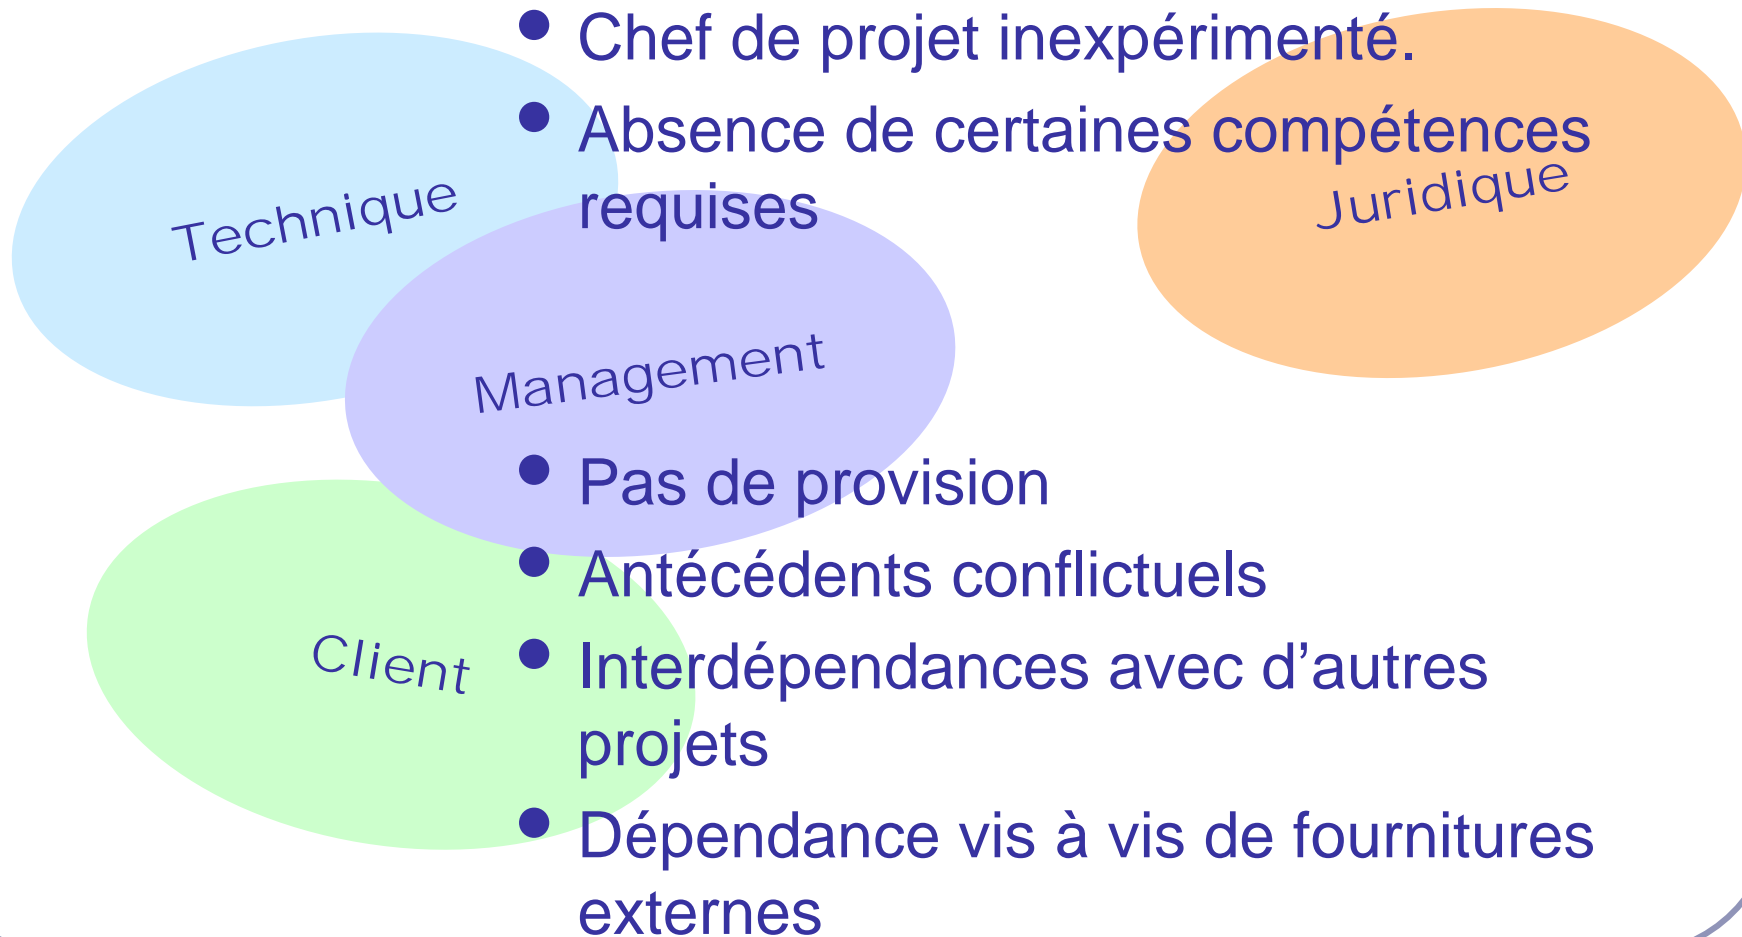 • Chef de projet inexpérimenté.
• Absence de certaines compétences
requises
Technique
Juridique
Management
• Pas de provision
• Antécédents conflictuels
Client
• Interdépendances avec d’autres
projets
• Dépendance vis à vis de fournitures
externes